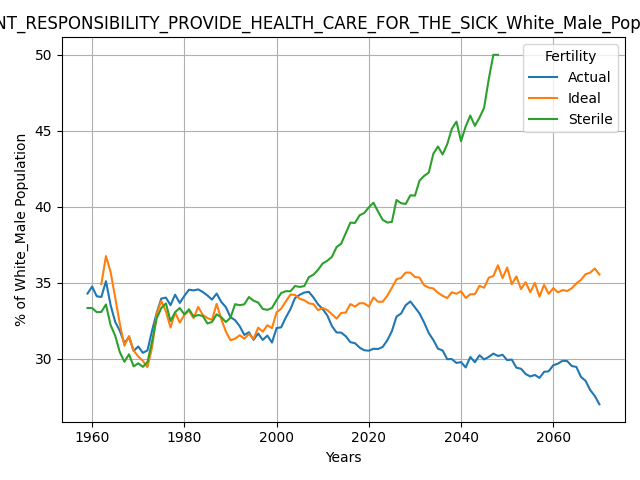 NT_RESPONSIBILITY_PROVIDE_HEALTH_CARE_FOR_THE_SICK_White_Male_Pop
50
45
40
35
30
% of White_Male Population
Fertility
Actual
Ideal
Sterile
1960 1980 2000 2020 2040 2060
Years